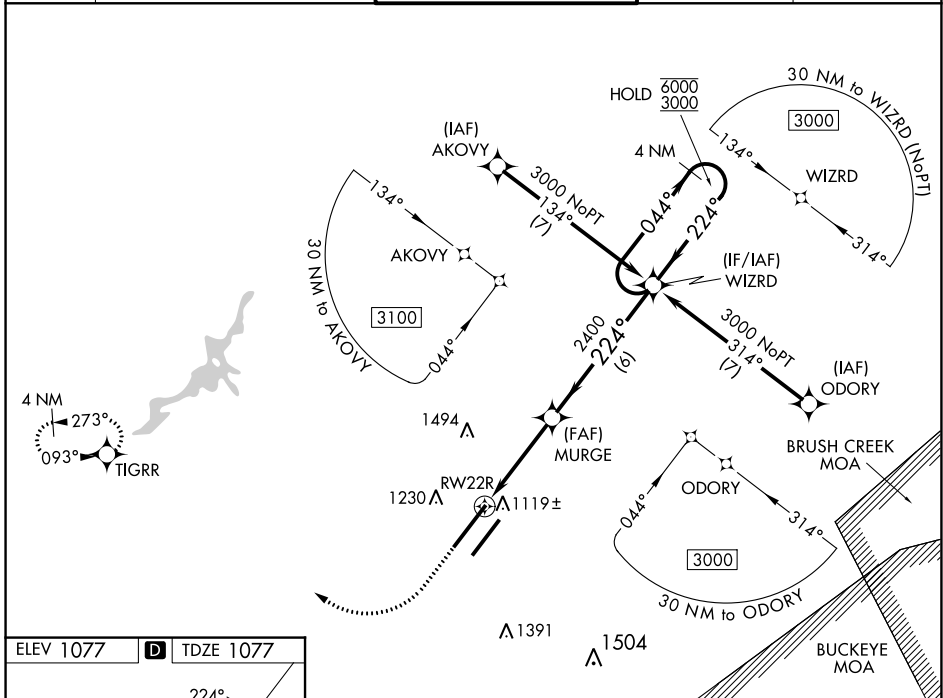 30 NM to WIZRD (NoPT)
HOLD 6000
3000
3000
(IAF)
AKOVY
4 NM
134°
WIZRD
314°
3000 NoPT
134°
(7)
044°
224°
134°
AKOVY
(IF/IAF)
WIZRD
30 NM to AKOVY
3100
044°
2400
224°
(6)
3000 NoPT
314°
(7)
(IAF)
ODORY
4 NM
273°
093°
TIGRR
1494
(FAF)
MURGE
BRUSH CREEK
MOA
RW22R
1230
1119±
ODORY
044°
314°
3000
30 NM to ODORY
1391
1504
BUCKEYE
MOA
ELEV 1077 D TDZE 1077
224°